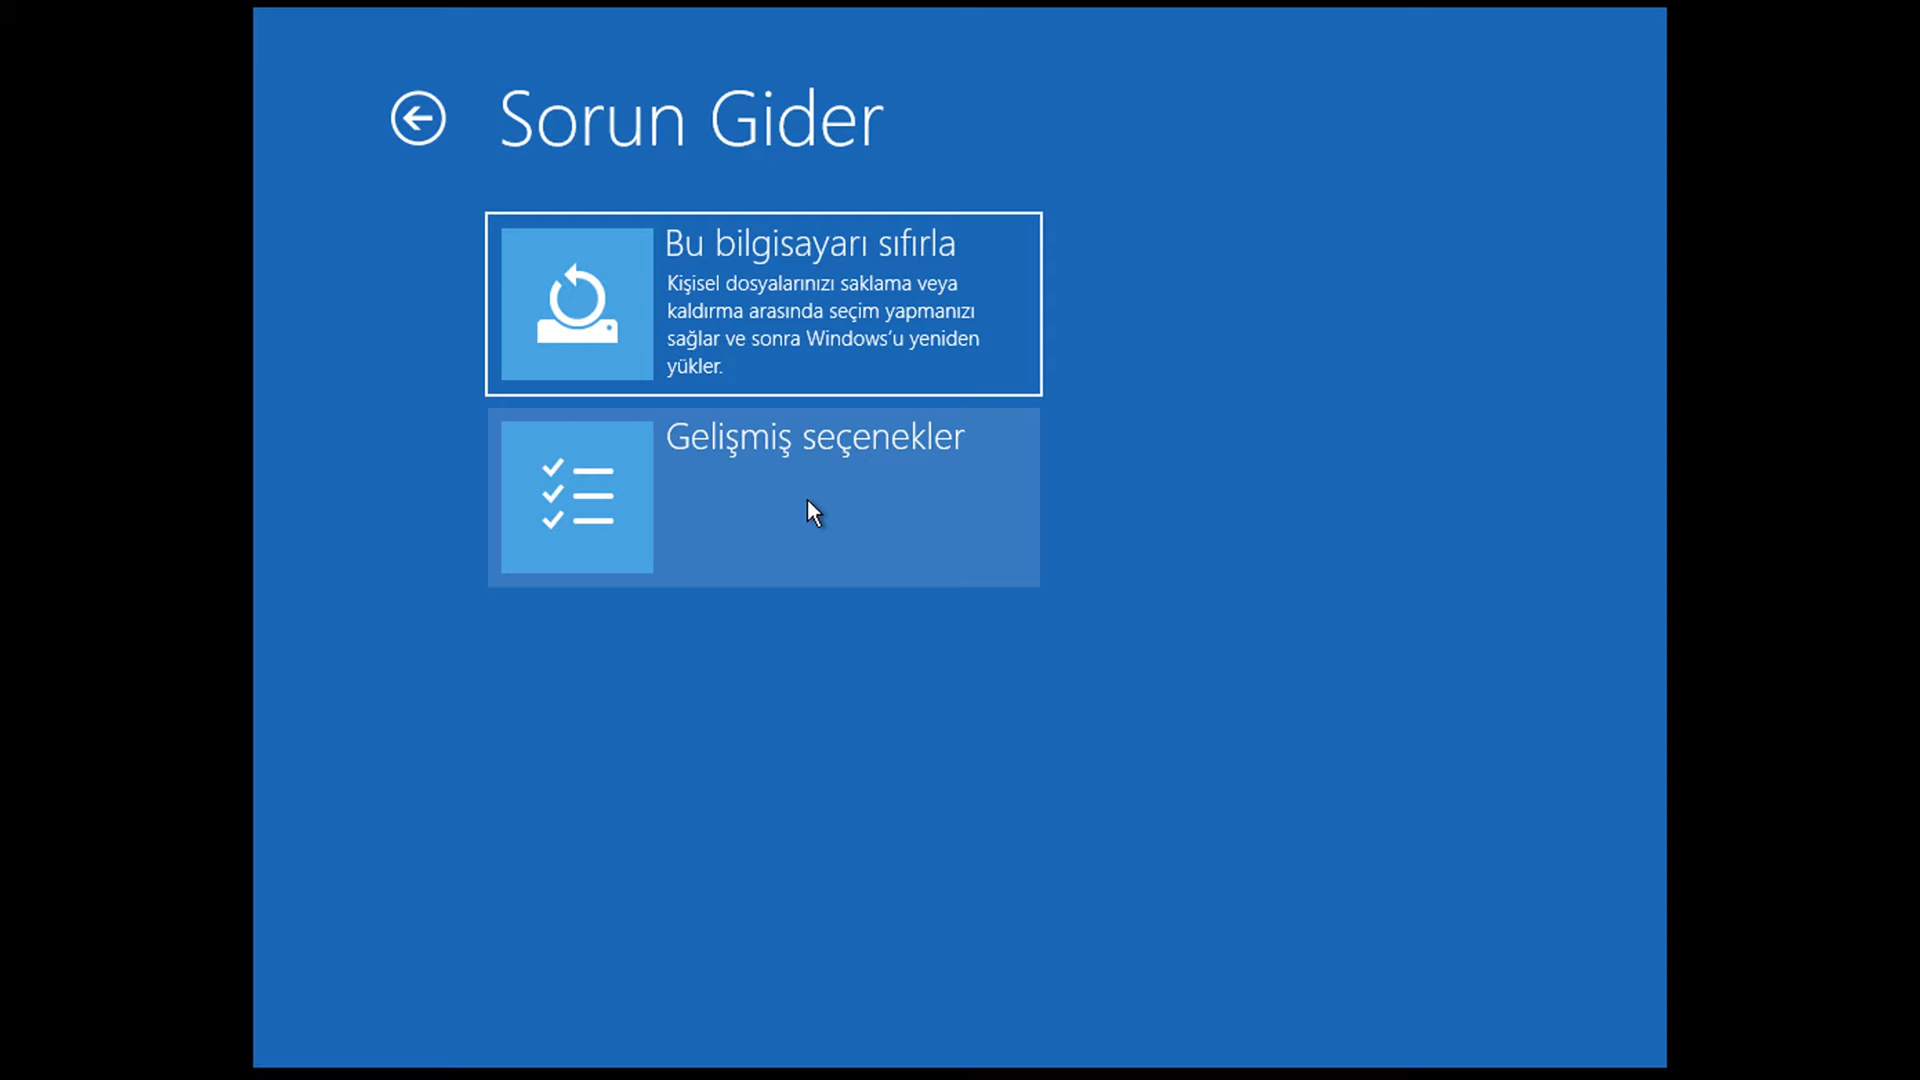 Sorun Gider
Bu bilgisayarı sıfırla
Kişisel dosyalarınızı saklama veya
kaldırma arasında seçim yapmanızı
sağlar ve sonra Windows'u yeniden
yükler.
Gelişmiş seçenekler